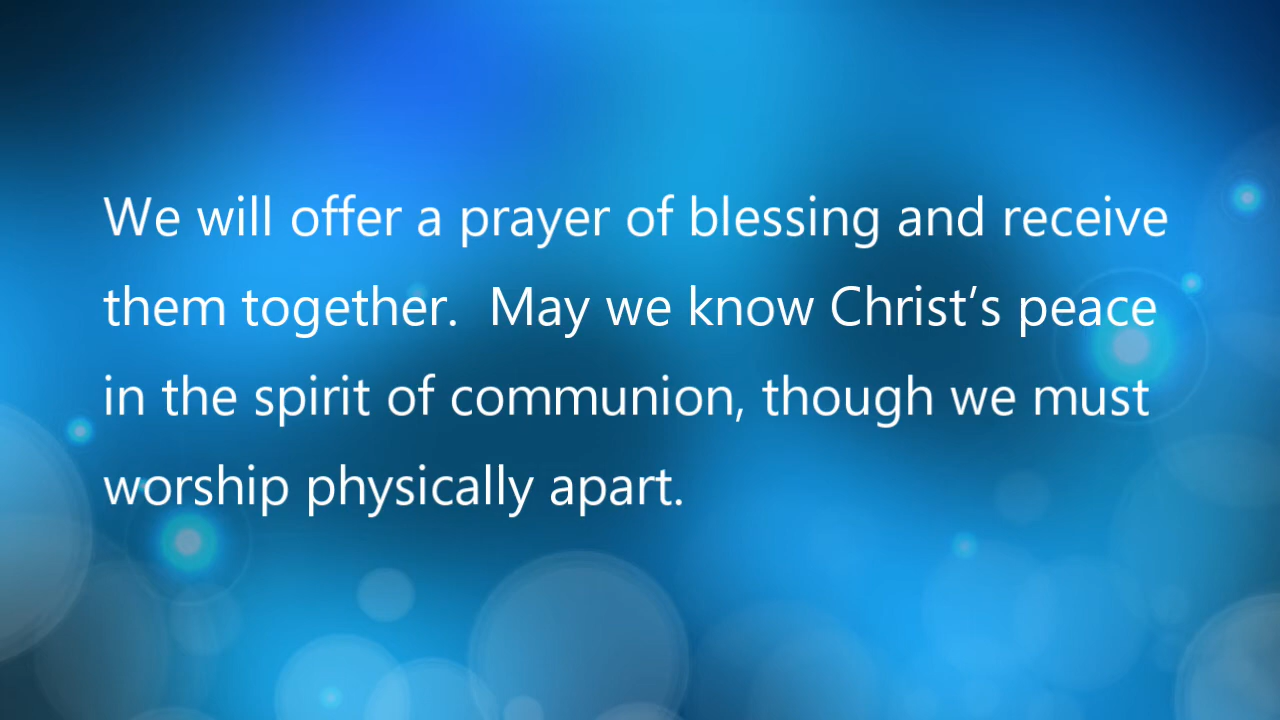 We will offer a prayer of blessing and receive
them together.  May we know Christ’s peace
in the spirit of communion, though we must
worship physically apart.